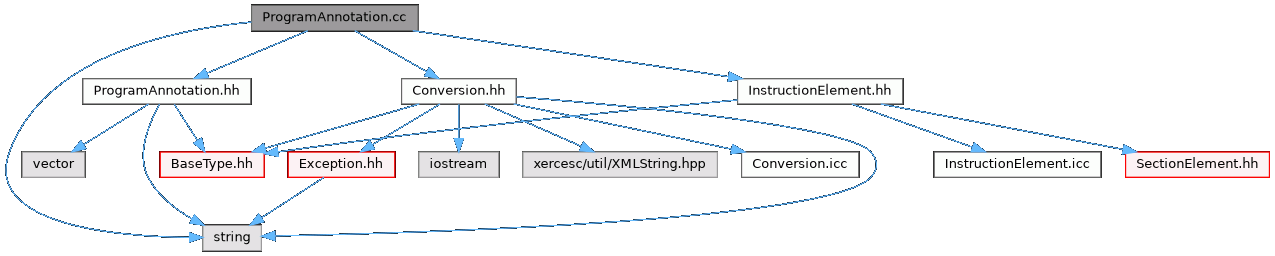 ProgramAnnotation.cc
ProgramAnnotation.hh
Conversion.hh
InstructionElement.hh
vector
BaseType.hh
Exception.hh
iostream
xercesc/util/XMLString.hpp
Conversion.icc
InstructionElement.icc
SectionElement.hh
string